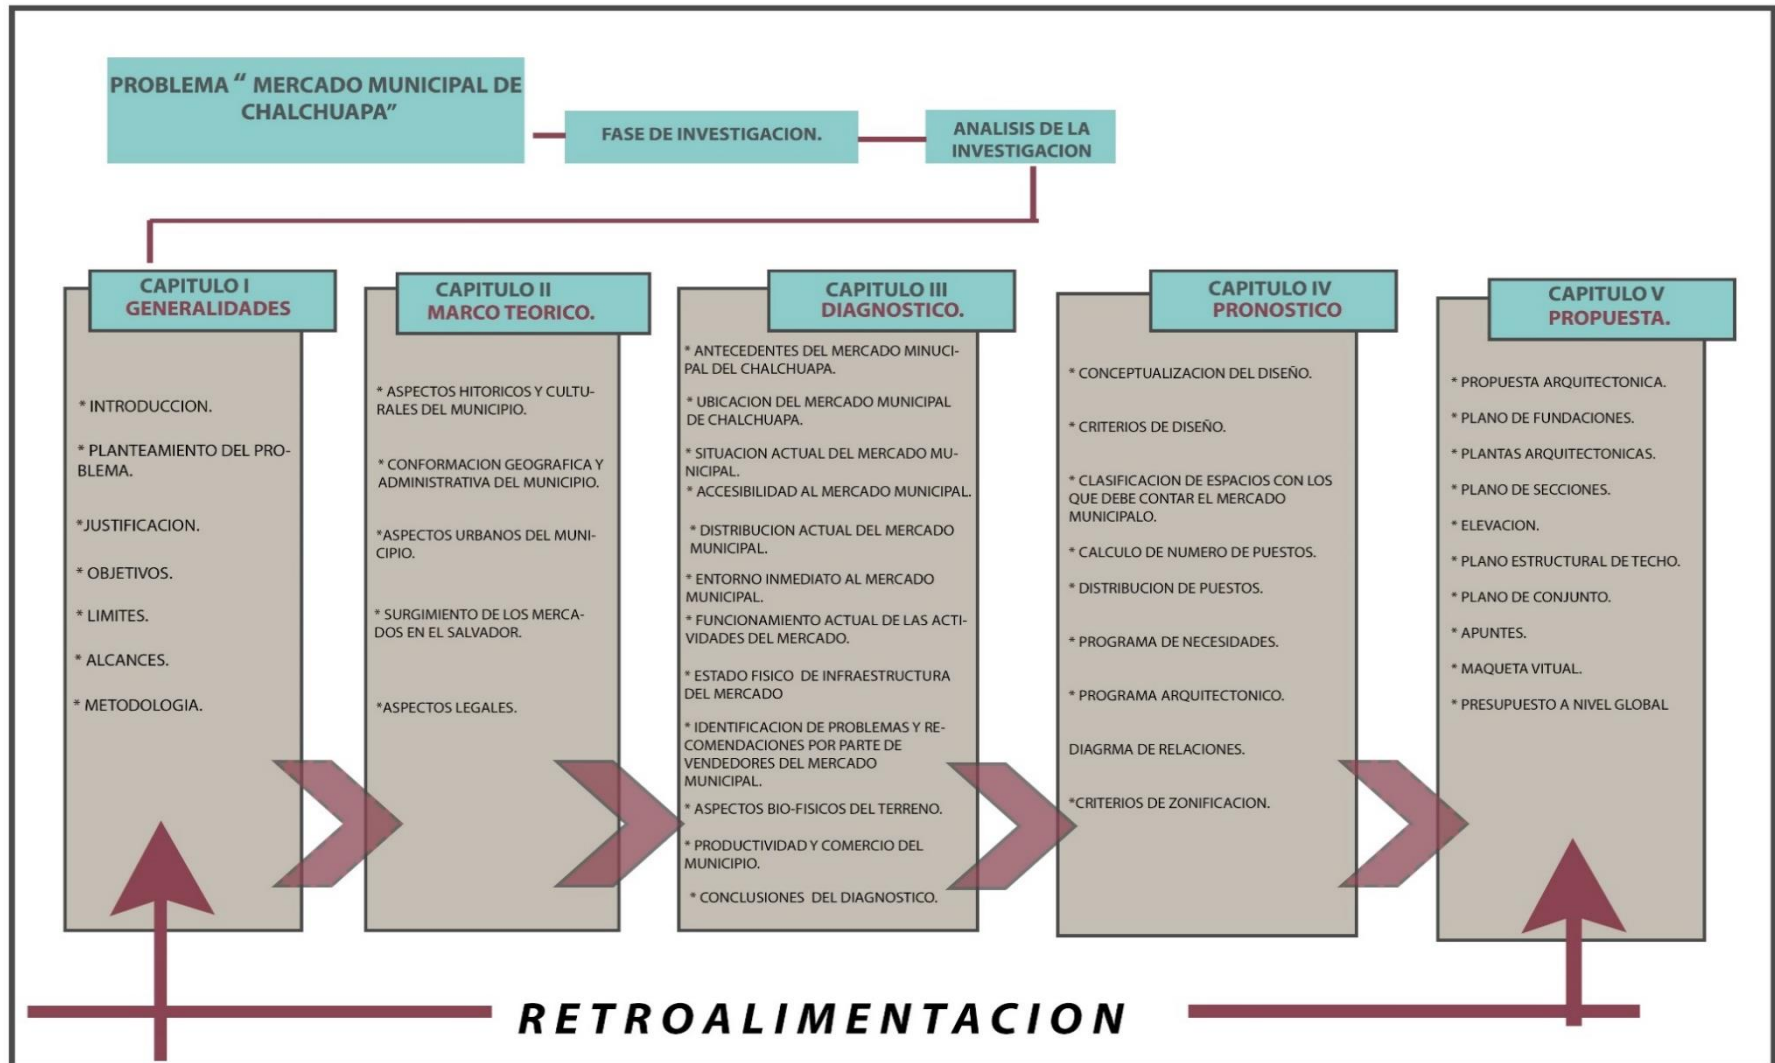 PROBLEMA “ MERCADO MUNICIPAL DE
CHALCHUAPA”
FASE DE INVESTIGACION.
ANALISIS DE LA
INVESTIGACION
CAPITULO I
GENERALIDADES
* INTRODUCCION.
* PLANTEAMIENTO DEL PRO-
BLEMA.
*JUSTIFICACION.
* OBJETIVOS.
* LIMITES.
* ALCANCES.
* METODOLOGIA.
CAPITULO II
MARCO TEORICO.
* ASPECTOS HITORICOS Y CULTU-
RALES DEL MUNICIPIO.
* CONFORMACION GEOGRAFICA Y
ADMINISTRATIVA DEL MUNICIPIO.
*ASPECTOS URBANOS DEL MUNI-
CIPIO.
* SURGIMIENTO DE LOS MERCA-
DOS EN EL SALVADOR.
*ASPECTOS LEGALES.
CAPITULO III
DIAGNOSTICO.
* ANTECEDENTES DEL MERCADO MINUCI-
PAL DEL CHALCHUAPA.
* UBICACION DEL MERCADO MUNICIPAL
DE CHALCHUAPA.
* SITUACION ACTUAL DEL MERCADO MU-
NICIPAL.
* ACCESIBILIDAD AL MERCADO MUNICIPAL.
* DISTRIBUCION ACTUAL DEL MERCADO
MUNICIPAL.
* ENTORNO INMEDIATO AL MERCADO
MUNICIPAL.
* FUNCIONAMIENTO ACTUAL DE LAS ACTI-
VIDADES DEL MERCADO.
* ESTADO FISICO DE INFRAESTRUCTURA
DEL MERCADO
* IDENTIFICACION DE PROBLEMAS Y RE-
COMENDACIONES POR PARTE DE
VENDEDORES DEL MERCADO
MUNICIPAL.
* ASPECTOS BIO-FISICOS DEL TERRENO.
* PRODUCTIVIDAD Y COMERCIO DEL
MUNICIPIO.
* CONCLUSIONES DEL DIAGNOSTICO.
CAPITULO IV
PRONOSTICO
* CONCEPTUALIZACION DEL DISEÑO.
* CRITERIOS DE DISEÑO.
* CLASIFICACION DE ESPACIOS CON LOS
QUE DEBE CONTAR EL MERCADO
MUNICIPALO.
* CALCULO DE NUMERO DE PUESTOS.
* DISTRIBUCION DE PUESTOS.
* PROGRAMA DE NECESIDADES.
* PROGRAMA ARQUITECTONICO.
DIAGRMA DE RELACIONES.
*CRITERIOS DE ZONIFICACION.
CAPITULO V
PROPUESTA.
* PROPUESTA ARQUITECTONICA.
* PLANO DE FUNDACIONES.
* PLANTAS ARQUITECTONICAS.
* PLANO DE SECCIONES.
* ELEVACION.
* PLANO ESTRUCTURAL DE TECHO.
* PLANO DE CONJUNTO.
* APUNTES.
* MAQUETA VITUAL.
* PRESUPUESTO A NIVEL GLOBAL
RETROALIMENTACION